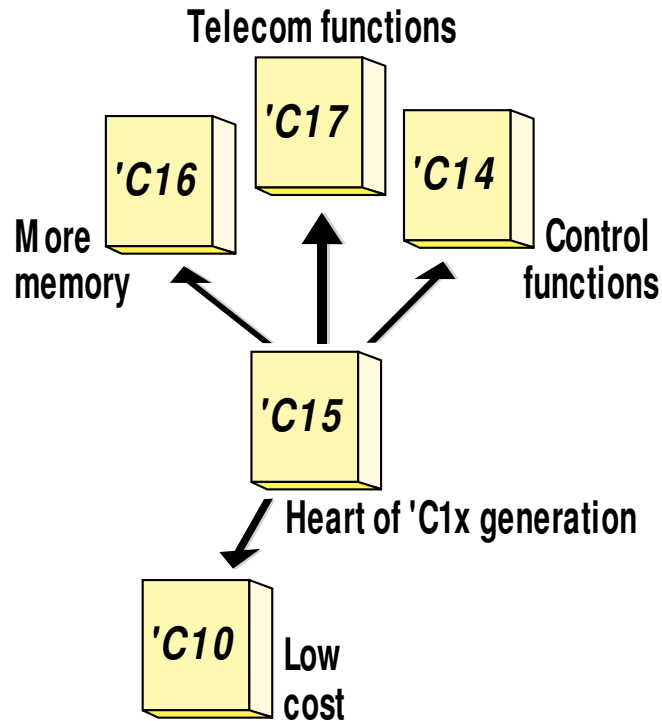 Telecom functions
'C17
'C16
'C14
More
memory
Control
functions
'C15
Heart of 'C1x generation
'C10
Low
cost